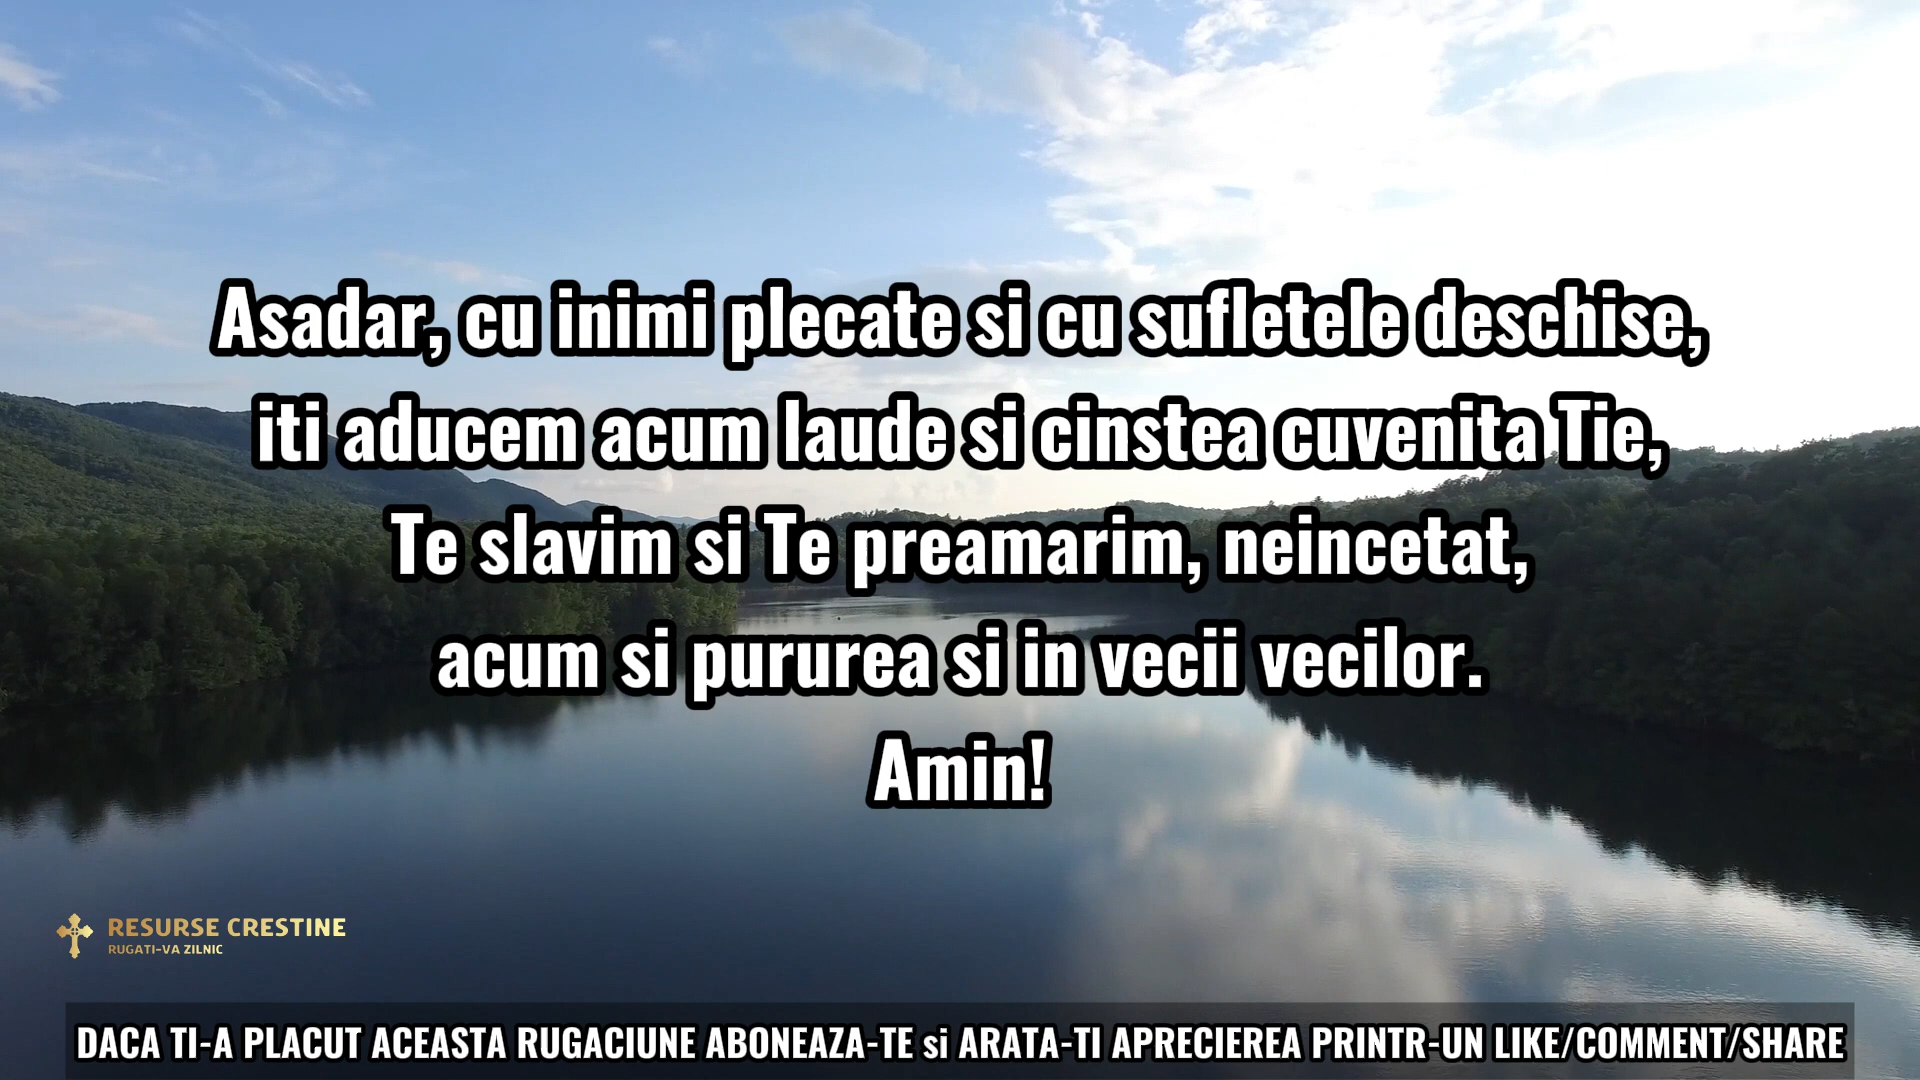 Asadar, cu inimi plecate si cu sufletele deschise,
iti aducem acum laude si cinstea cuvenita Tie,
Te slavim si Te preamarim, neincetat,
acum si pururea si in vecii vecilor.
Amin!
RESURSE CRESTINE
RUGATI-VA ZILNIC
DACA TI-A PLACUT ACEASTA RUGACIUNE ABONEAZA-TE si ARATA-TI APRECIEREA PRINTR-UN LIKE/COMMENT/SHARE